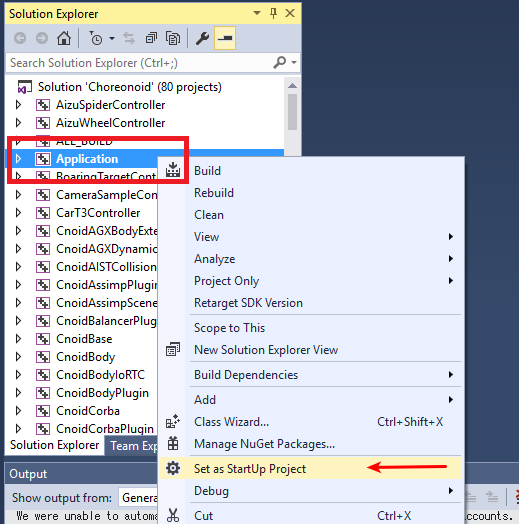 Solution Explorer
Search Solution Explorer (Ctrl+;)
Solution 'Choreonoid' (80 projects)
AizuSpiderController
AizuWheelController
ALL_BUILD
Application
BoaringTargetCont
CameraSampleCon
CarT3Controller
CnoidAGXBodyExte
CnoidAGXDynamic
CnoidAISTCollision
CnoidAssimpPlugin
CnoidAssimpScene
CnoidBalancerPlugi
CnoidBase
CnoidBody
CnoidBodyIoRTC
CnoidBodyPlugin
CnoidCorba
CnoidCorbaPlugin
Solution Explorer
Team Exp
Build
Rebuild
Clean
View
Analyze
Project Only
Retarget SDK Version
Scope to This
New Solution Explorer View
Build Dependencies
Add
Class Wizard... Ctrl+Shift+X
Manage NuGet Packages...
Set as StartUp Project
Debug
Cut Ctrl+X
Output
Show output from: Genera
We were unable to automa
ccounts.